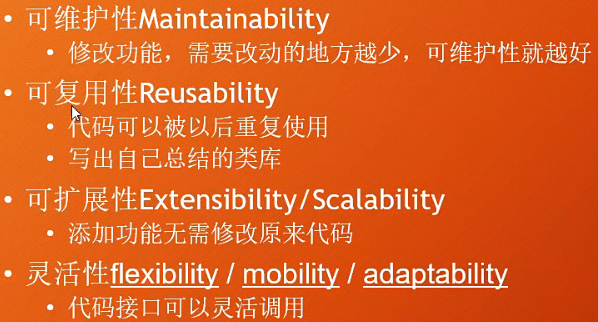 • 可维护性Maintainability
• 修改功能，需要改动的地方越少，可维护性就越好
• 可复用性Reusability
• 代码可以被以后重复使用
• 写出自己总结的类库
• 可扩展性Extensibility/Scalability
• 添加功能无需修改原来代码
• 灵活性flexibility / mobility / adaptability
• 代码接口可以灵活调用